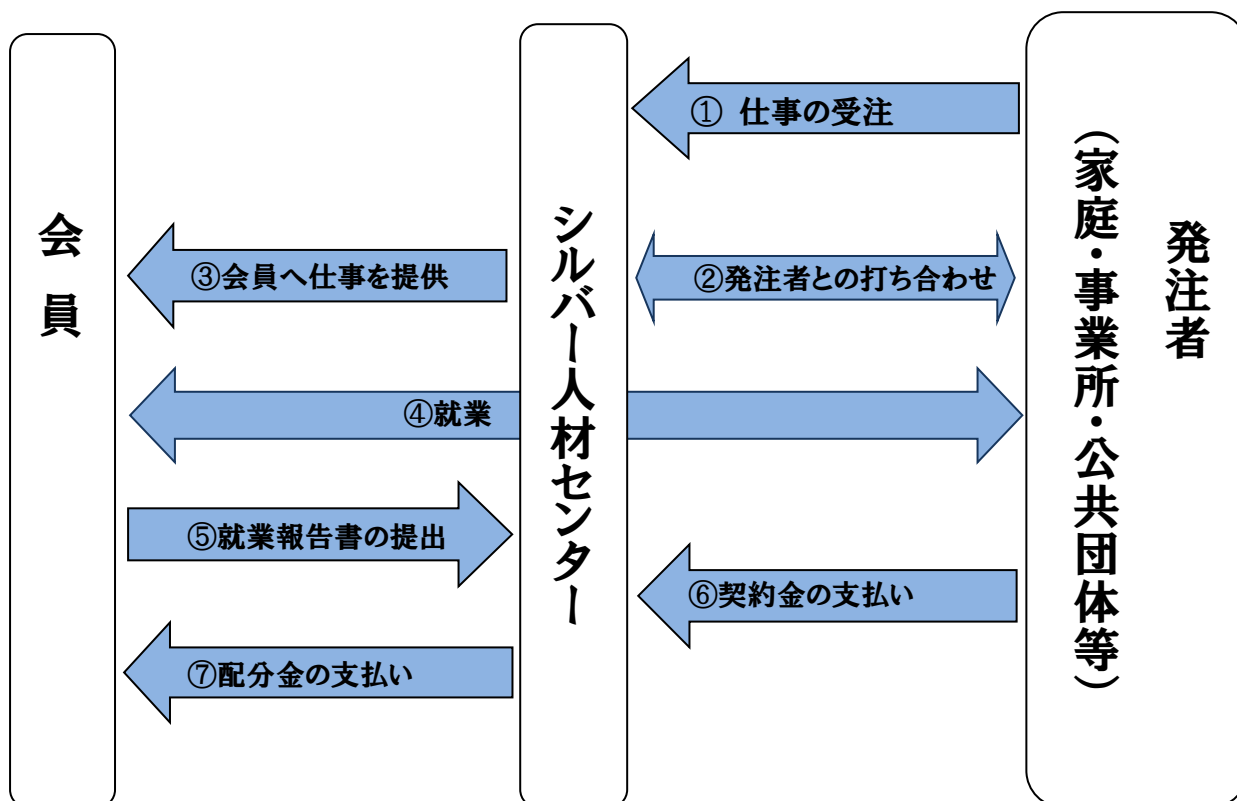 会員
シルバー人材センター
発注者
(家庭・事業所・公共団体等)
① 仕事の受注
②発注者との打ち合わせ
③会員へ仕事を提供
④就業
⑤就業報告書の提出
⑥契約金の支払い
⑦配分金の支払い